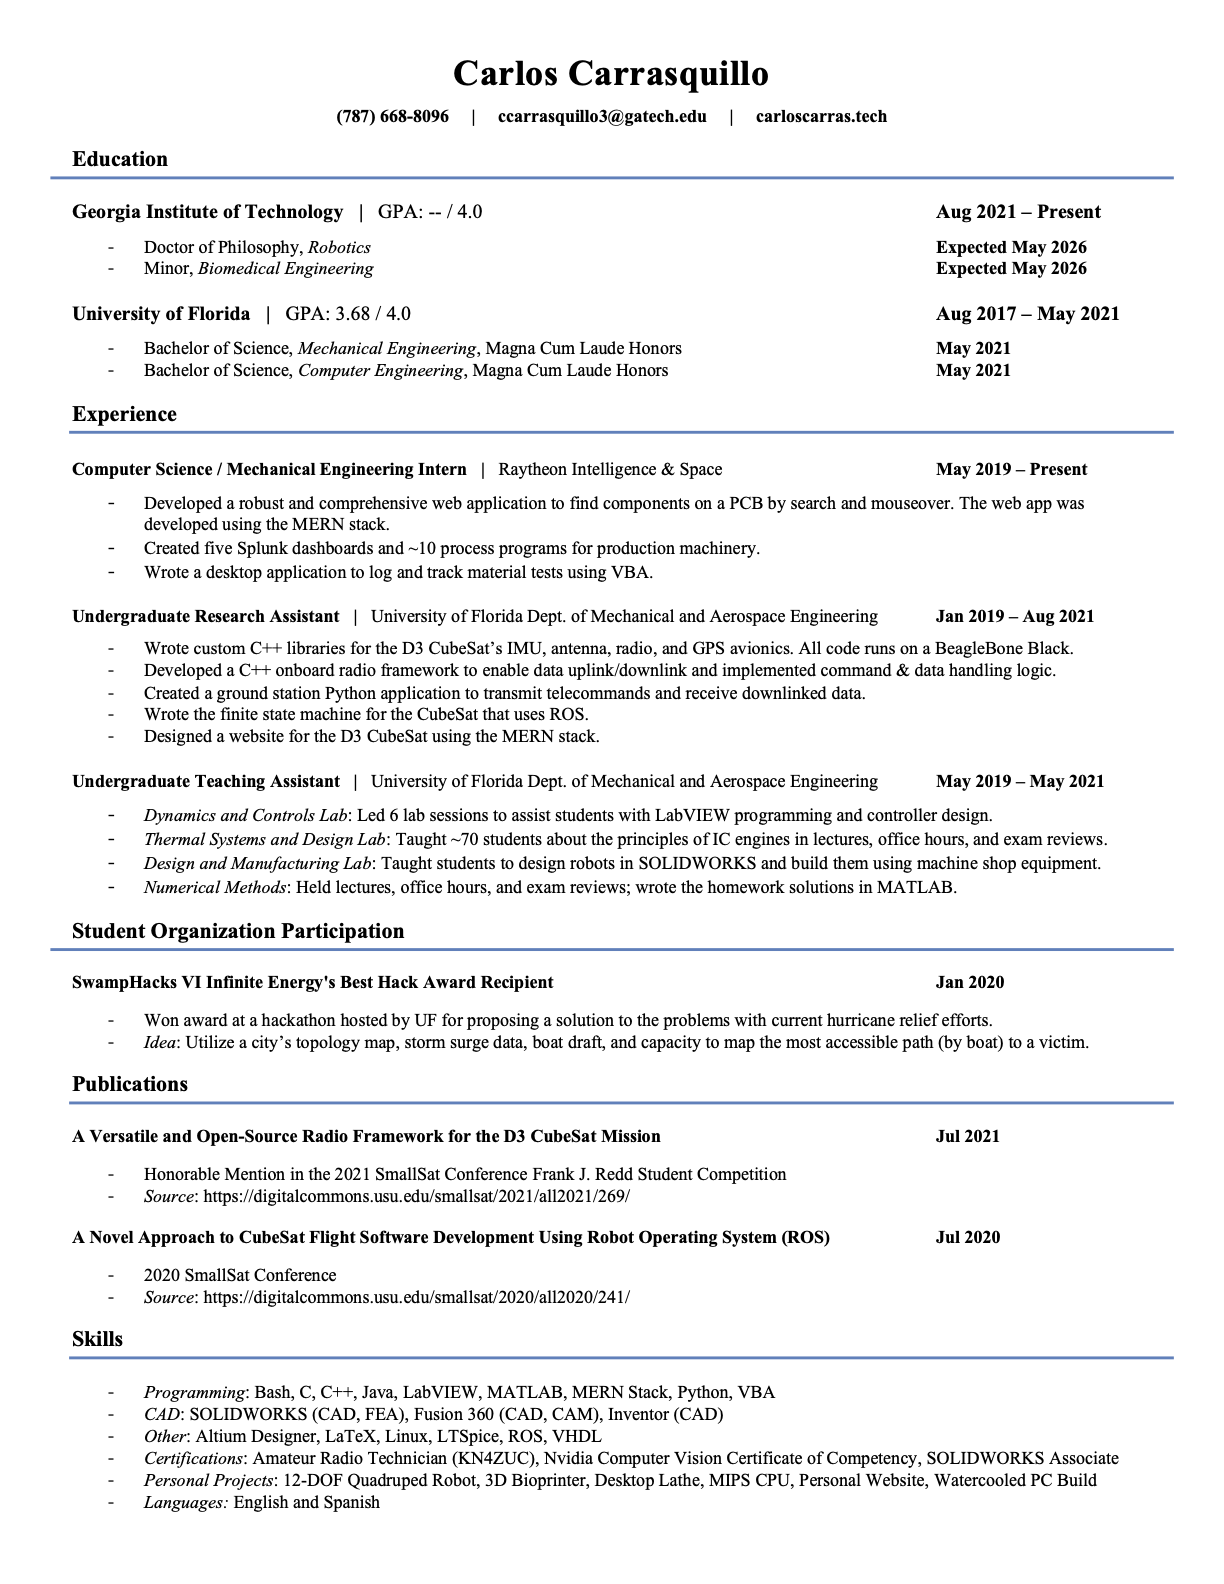 Carlos Carrasquillo
(787) 668-8096 | ccarrasquillo3@gatech.edu | carloscarras.tech
Education
Georgia Institute of Technology | GPA: -- / 4.0 Aug 2021 – Present
- Doctor of Philosophy, Robotics Expected May 2026
- Minor, Biomedical Engineering Expected May 2026
University of Florida | GPA: 3.68 / 4.0 Aug 2017 – May 2021
- Bachelor of Science, Mechanical Engineering, Magna Cum Laude Honors May 2021
- Bachelor of Science, Computer Engineering, Magna Cum Laude Honors May 2021
Experience
Computer Science / Mechanical Engineering Intern | Raytheon Intelligence & Space May 2019 – Present
- Developed a robust and comprehensive web application to find components on a PCB by search and mouseover. The web app was
developed using the MERN stack.
- Created five Splunk dashboards and ~10 process programs for production machinery.
- Wrote a desktop application to log and track material tests using VBA.
Undergraduate Research Assistant | University of Florida Dept. of Mechanical and Aerospace Engineering Jan 2019 – Aug 2021
- Wrote custom C++ libraries for the D3 CubeSat’s IMU, antenna, radio, and GPS avionics. All code runs on a BeagleBone Black.
- Developed a C++ onboard radio framework to enable data uplink/downlink and implemented command & data handling logic.
- Created a ground station Python application to transmit telecommands and receive downlinked data.
- Wrote the finite state machine for the CubeSat that uses ROS.
- Designed a website for the D3 CubeSat using the MERN stack.
Undergraduate Teaching Assistant | University of Florida Dept. of Mechanical and Aerospace Engineering May 2019 – May 2021
- Dynamics and Controls Lab: Led 6 lab sessions to assist students with LabVIEW programming and controller design.
- Thermal Systems and Design Lab: Taught ~70 students about the principles of IC engines in lectures, office hours, and exam reviews.
- Design and Manufacturing Lab: Taught students to design robots in SOLIDWORKS and build them using machine shop equipment.
- Numerical Methods: Held lectures, office hours, and exam reviews; wrote the homework solutions in MATLAB.
Student Organization Participation
SwampHacks VI Infinite Energy's Best Hack Award Recipient Jan 2020
- Won award at a hackathon hosted by UF for proposing a solution to the problems with current hurricane relief efforts.
- Idea: Utilize a city’s topology map, storm surge data, boat draft, and capacity to map the most accessible path (by boat) to a victim.
Publications
A Versatile and Open-Source Radio Framework for the D3 CubeSat Mission Jul 2021
- Honorable Mention in the 2021 SmallSat Conference Frank J. Redd Student Competition
- Source: https://digitalcommons.usu.edu/smallsat/2021/all2021/269/
A Novel Approach to CubeSat Flight Software Development Using Robot Operating System (ROS) Jul 2020
- 2020 SmallSat Conference
- Source: https://digitalcommons.usu.edu/smallsat/2020/all2020/241/
Skills
- Programming: Bash, C, C++, Java, LabVIEW, MATLAB, MERN Stack, Python, VBA
- CAD: SOLIDWORKS (CAD, FEA), Fusion 360 (CAD, CAM), Inventor (CAD)
- Other: Altium Designer, LaTeX, Linux, LTSpice, ROS, VHDL
- Certifications: Amateur Radio Technician (KN4ZUC), Nvidia Computer Vision Certificate of Competency, SOLIDWORKS Associate
- Personal Projects: 12-DOF Quadruped Robot, 3D Bioprinter, Desktop Lathe, MIPS CPU, Personal Website, Watercooled PC Build
- Languages: English and Spanish